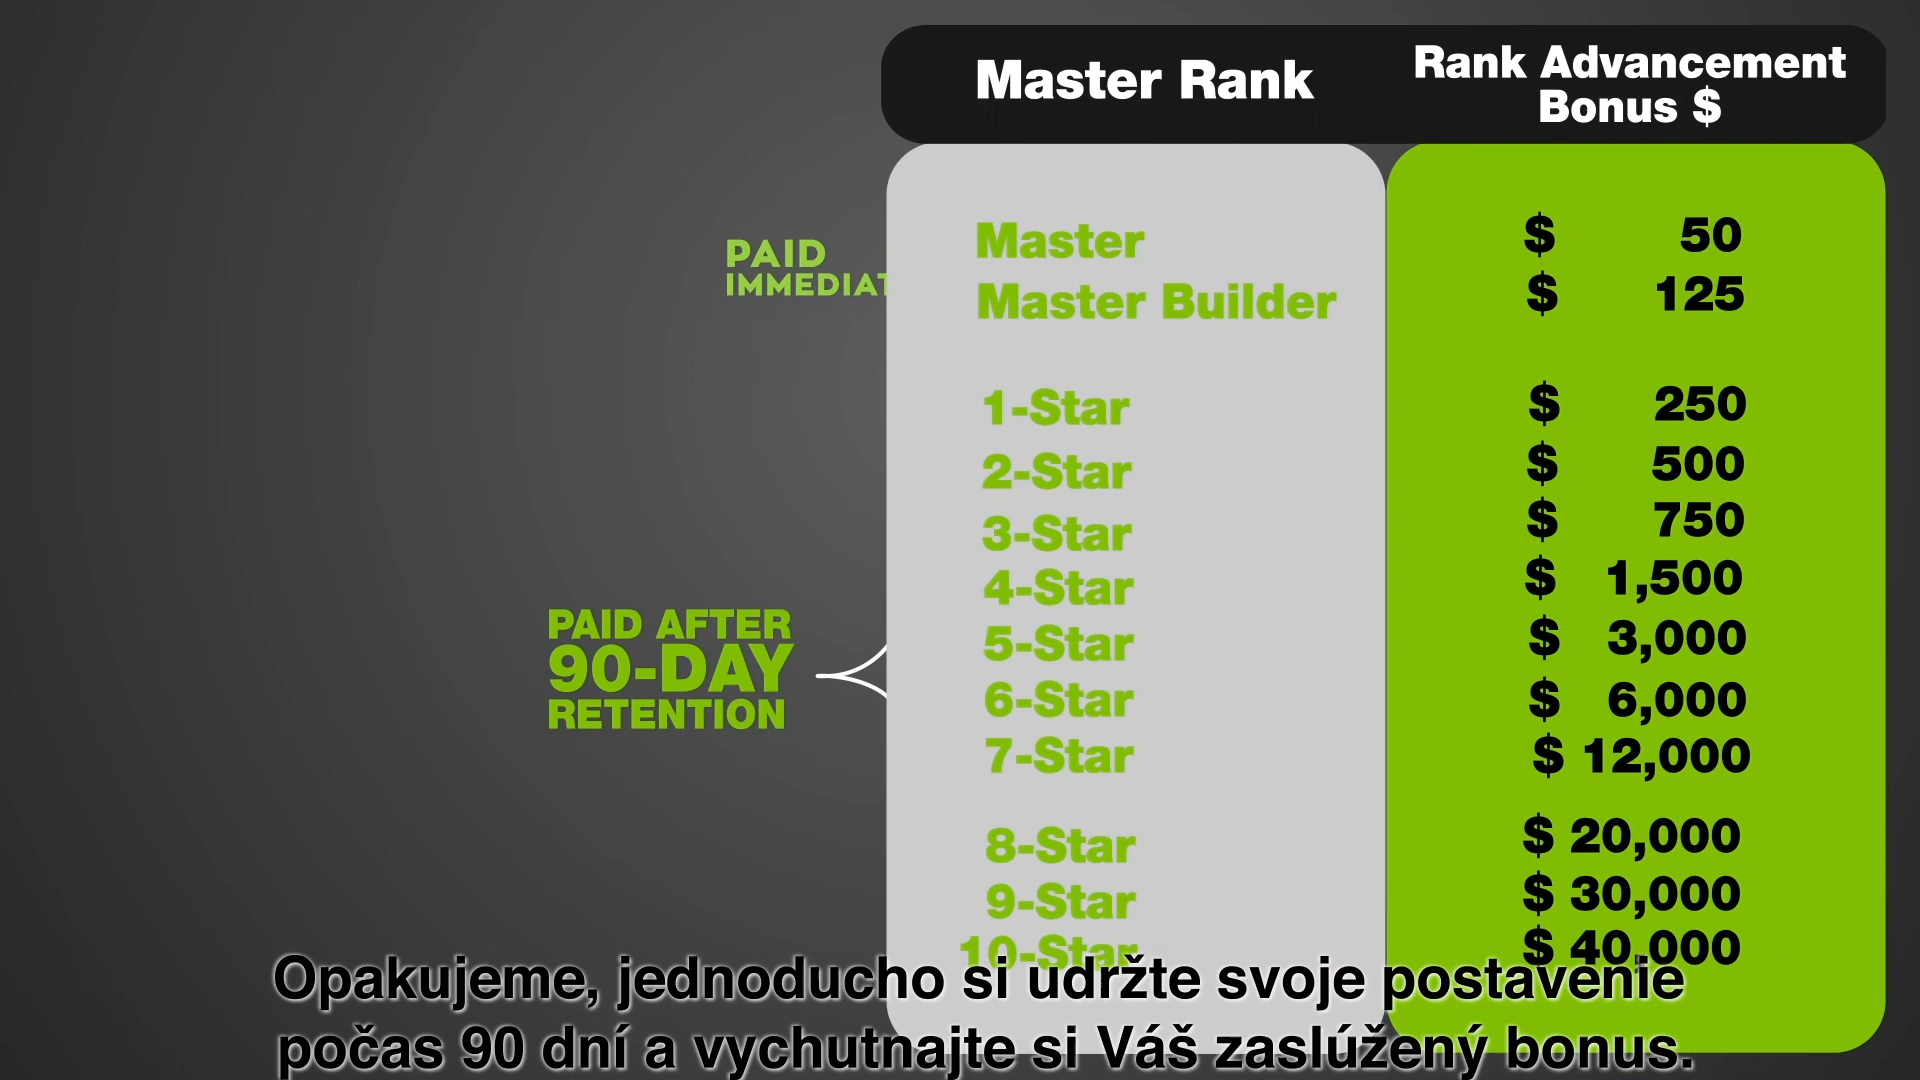 Master Rank
Rank Advancement
Bonus $
PAID
IMMEDIAT
Master $ 50
Master Builder $ 125
1-Star $ 250
2-Star $ 500
3-Star $ 750
4-Star $ 1,500
5-Star $ 3,000
6-Star $ 6,000
7-Star $ 12,000
PAID AFTER
90-DAY
RETENTION
8-Star $ 20,000
9-Star $ 30,000
10-Star $ 40,000
Opakujeme, jednoducho si udržte svoje postavenie
počas 90 dní a vychutnajte si Váš zaslúžený bonus.